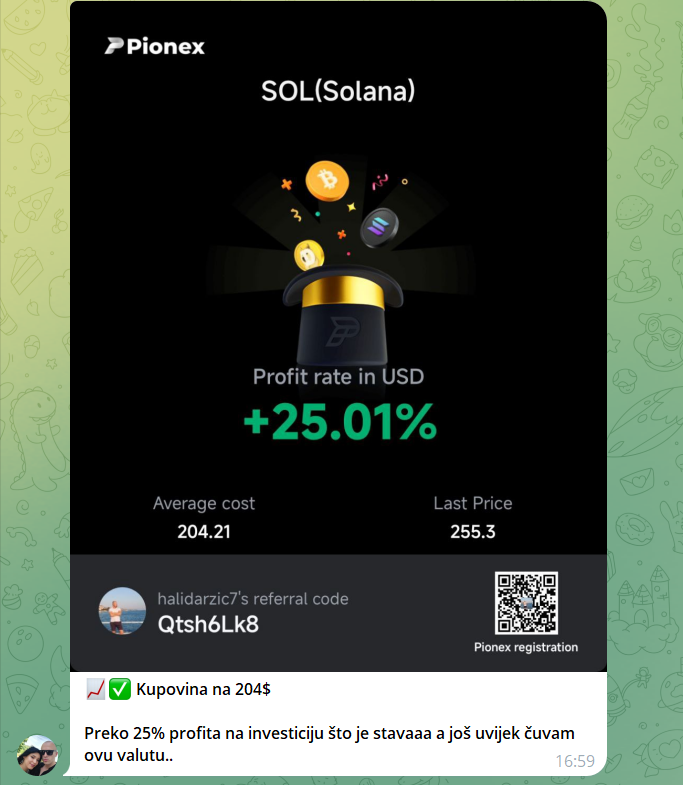 Pionex
SOL(Solana)
Profit rate in USD
+25.01%
Average cost
Last Price
204.21
255.3
halidarzic7's referral code
Qtsh6Lk8
Pionex registration
📈✅ Kupovina na 204$
Preko 25% profita na investiciju što je stavaaa a još uvijek čuvam
ovu valutu..
16:59